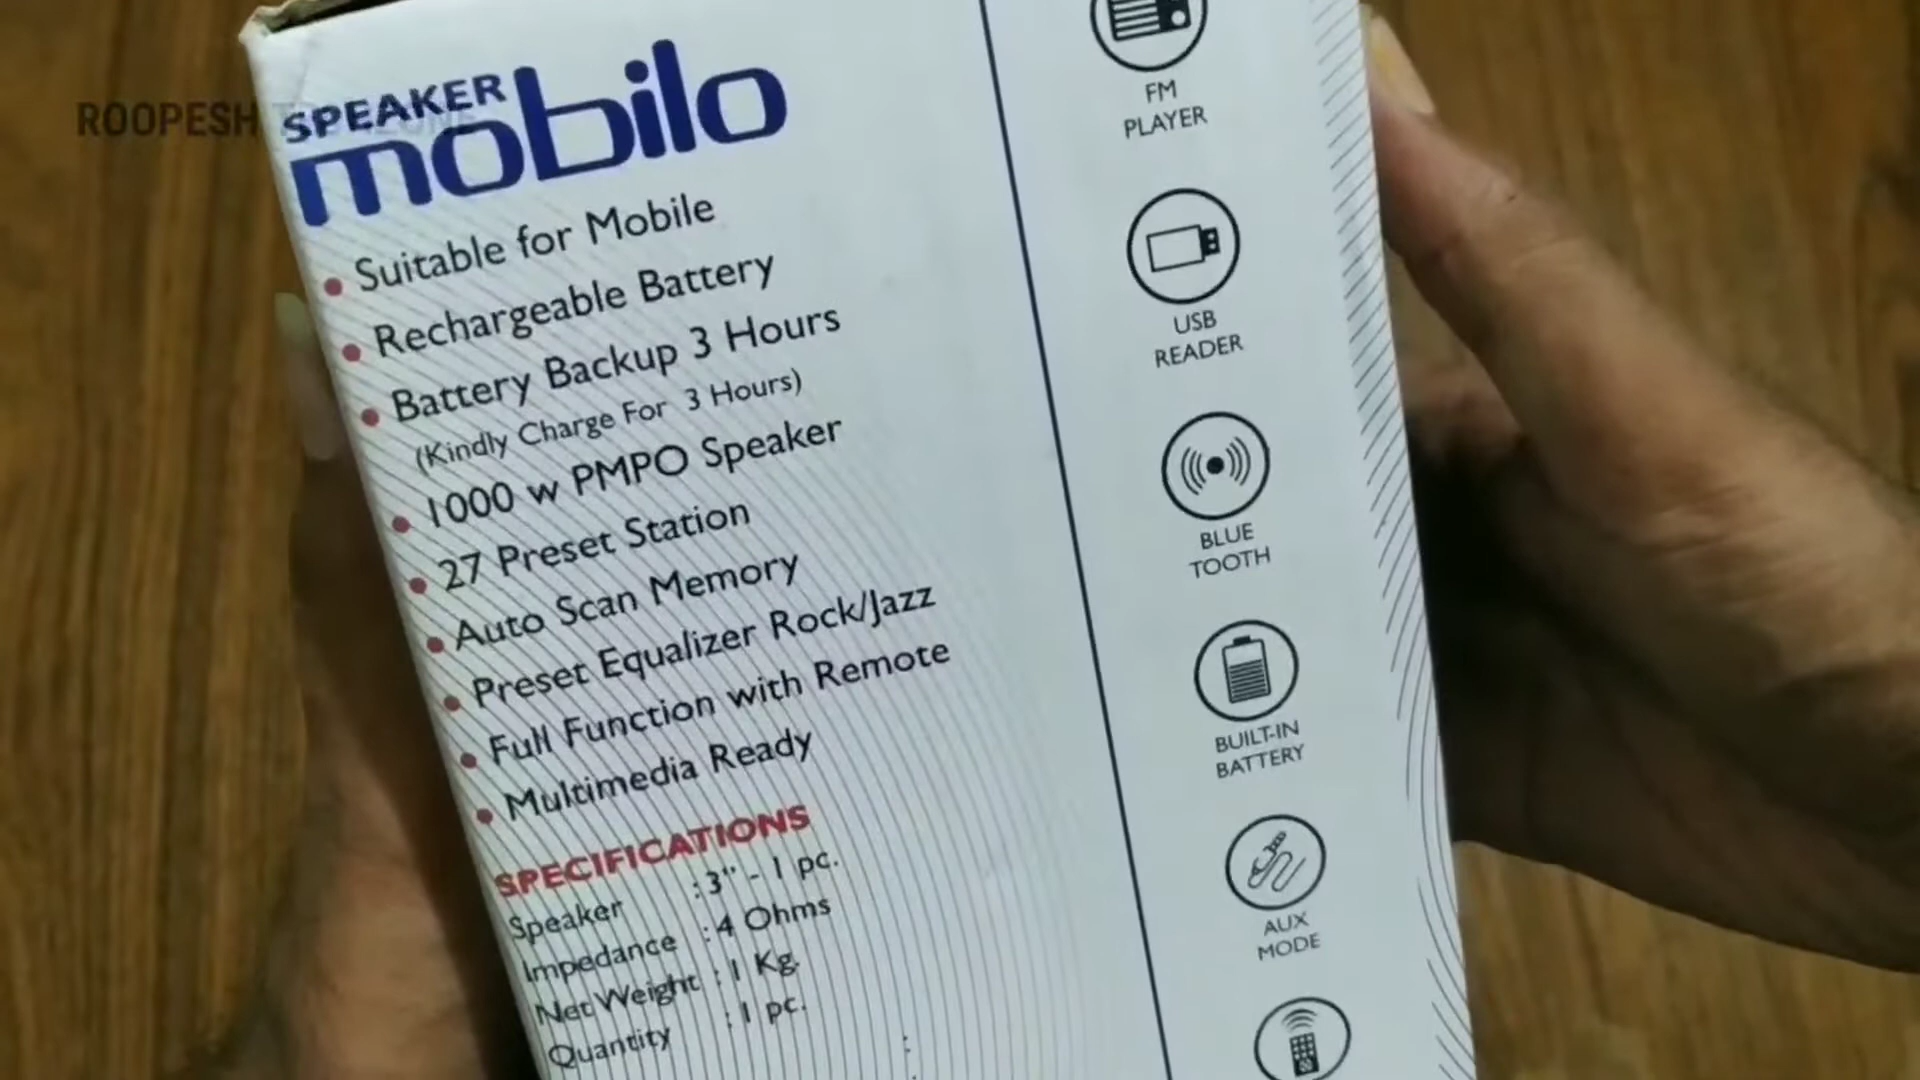 ROOPESH
SPEAKER
mobilo
• Suitable for Mobile
• Rechargeable Battery
• Battery Backup 3 Hours
(Kindly Charge For 3 Hours)
• 1000 w PMPO Speaker
• 27 Preset Station
• Auto Scan Memory
• Preset Equalizer Rock/Jazz
• Full Function with Remote
• Multimedia Ready
SPECIFICATIONS
Speaker : 3" - 1 pc.
Impedance : 4 Ohms
Net Weight : 1 Kg.
Quantity : 1 pc.
FM
PLAYER
USB
READER
BLUE
TOOTH
BUILT-IN
BATTERY
AUX
MODE